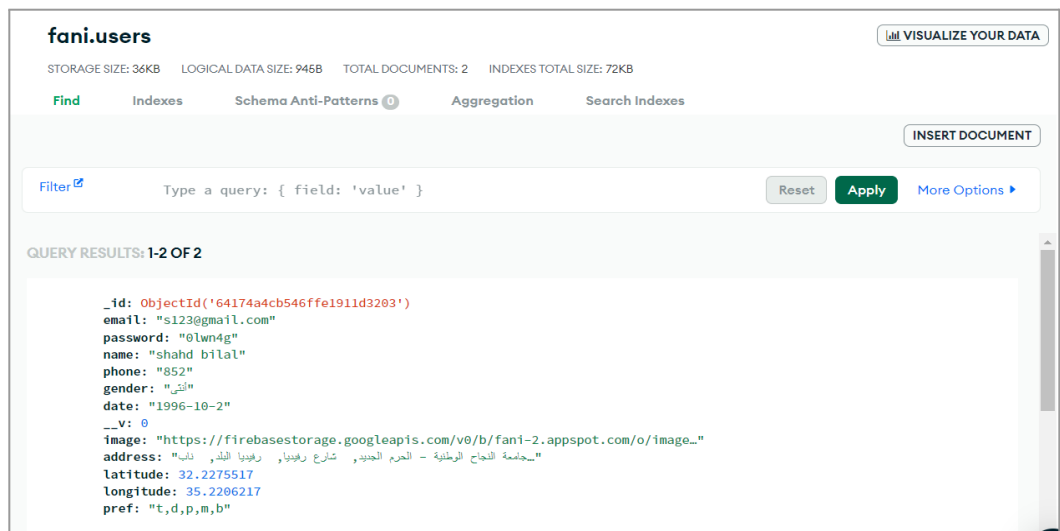 fani.users
VISUALIZE YOUR DATA
STORAGE SIZE: 36KB LOGICAL DATA SIZE: 945B TOTAL DOCUMENTS: 2 INDEXES TOTAL SIZE: 72KB
Find Indexes Schema Anti-Patterns 0 Aggregation Search Indexes
INSERT DOCUMENT
Filter Type a query: { field: 'value' } Reset Apply More Options
QUERY RESULTS: 1-2 OF 2
_id: ObjectId('64174a4cb546ffe1911d3203')
email: "s123@gmail.com"
password: "0lwn4g"
name: "shahd bilal"
phone: "852"
gender: "أنثى"
date: "1996-10-2"
__v: 0
image: "https://firebasestorage.googleapis.com/v0/b/fani-2.appspot.com/o/image…"
address: "جامعة النجاح الوطنية - الحرم الجديد, شارع رفيديا, رفيديا البلد, ناب…"
latitude: 32.2275517
longitude: 35.2206217
pref: "t,d,p,m,b"